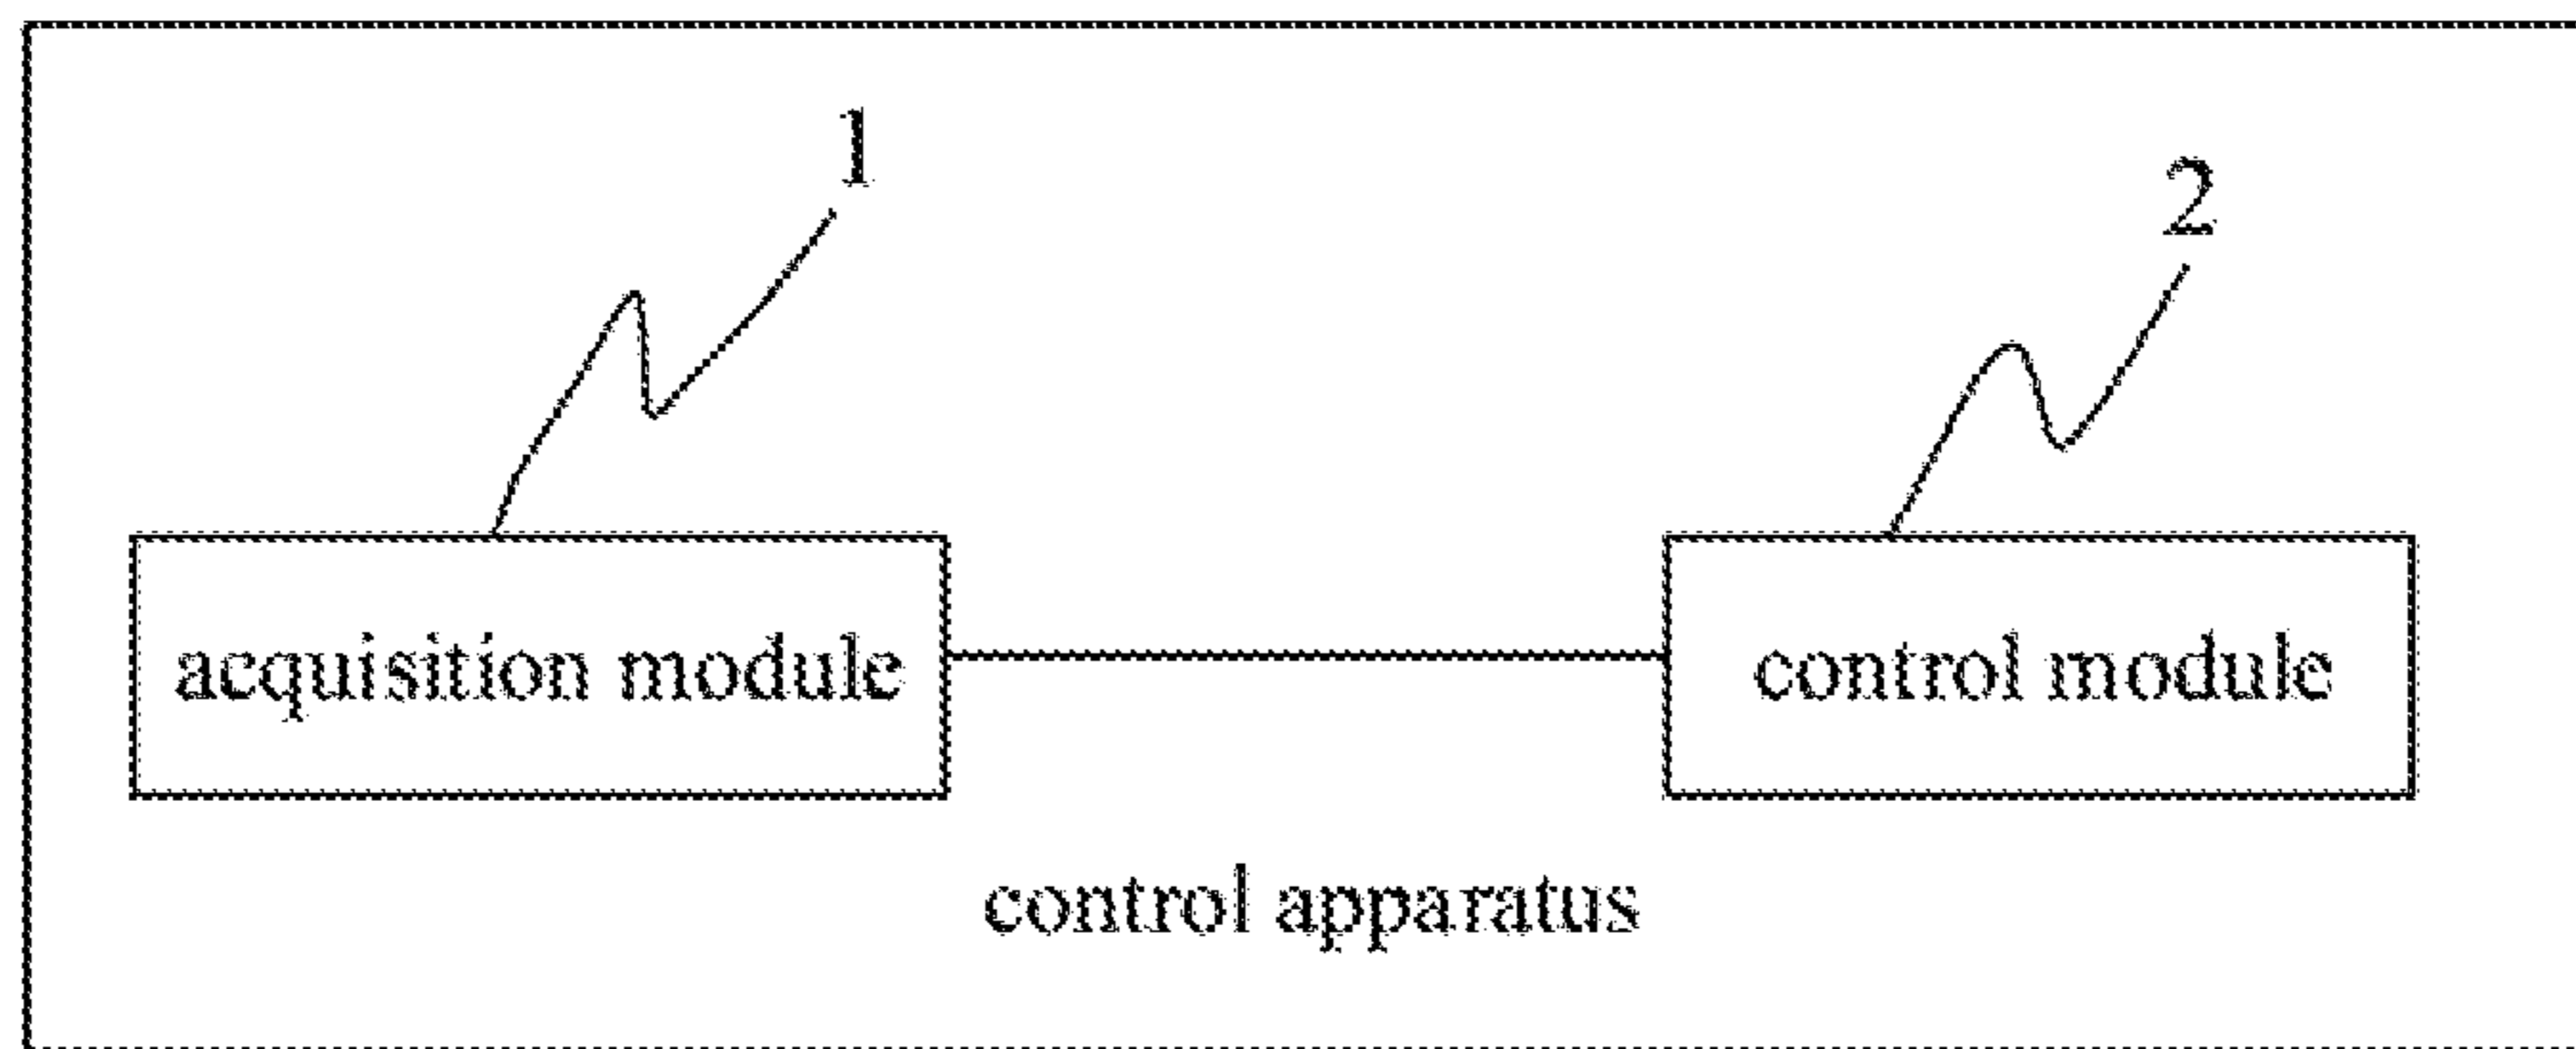 1
2
acquisition module
control module
control apparatus